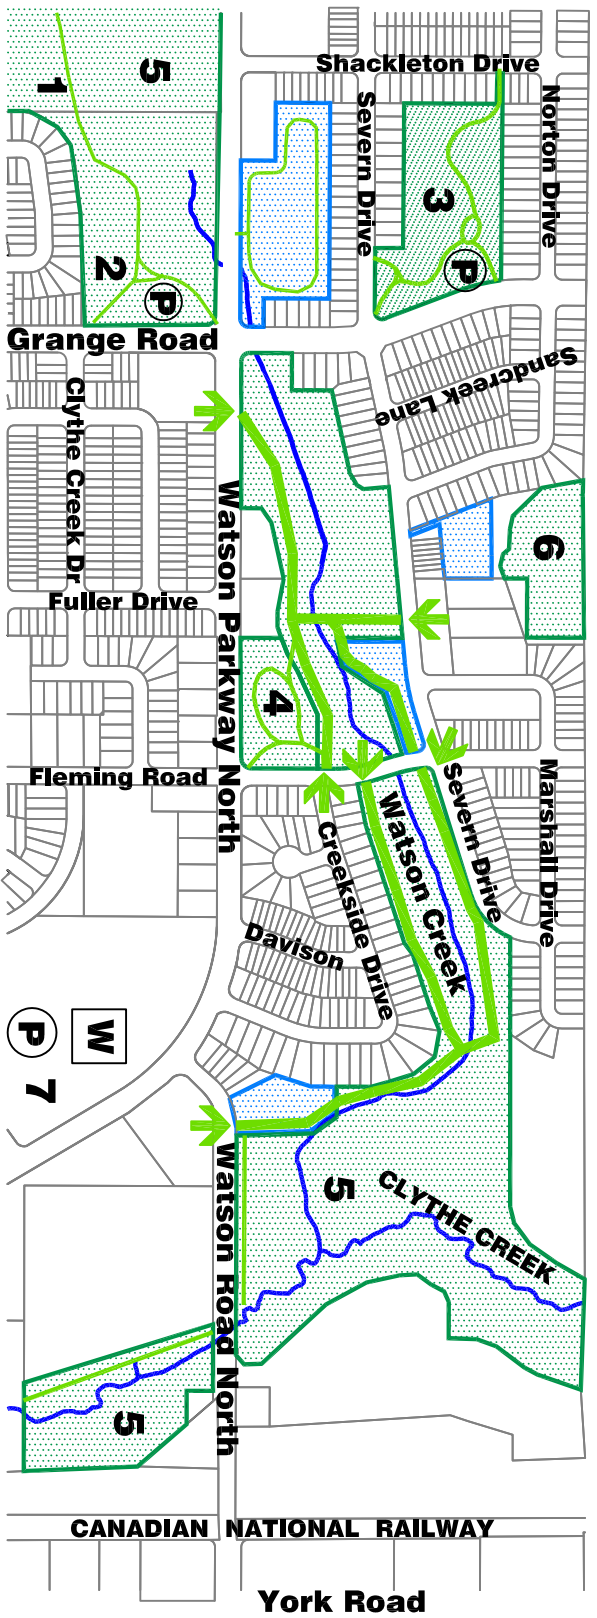 Shackleton Drive
5
1
Severn Drive
Norton Drive
3
P
2
P
Grange Road
Sandcreek Lane
Clythe Creek Dr
Watson Parkway North
6
Fuller Drive
4
Fleming Road
Severn Drive
Marshall Drive
Watson Creek
Creekside Drive
Davison
P
W
7
Watson Road North
5
CLYTHE CREEK
5
CANADIAN NATIONAL RAILWAY
York Road